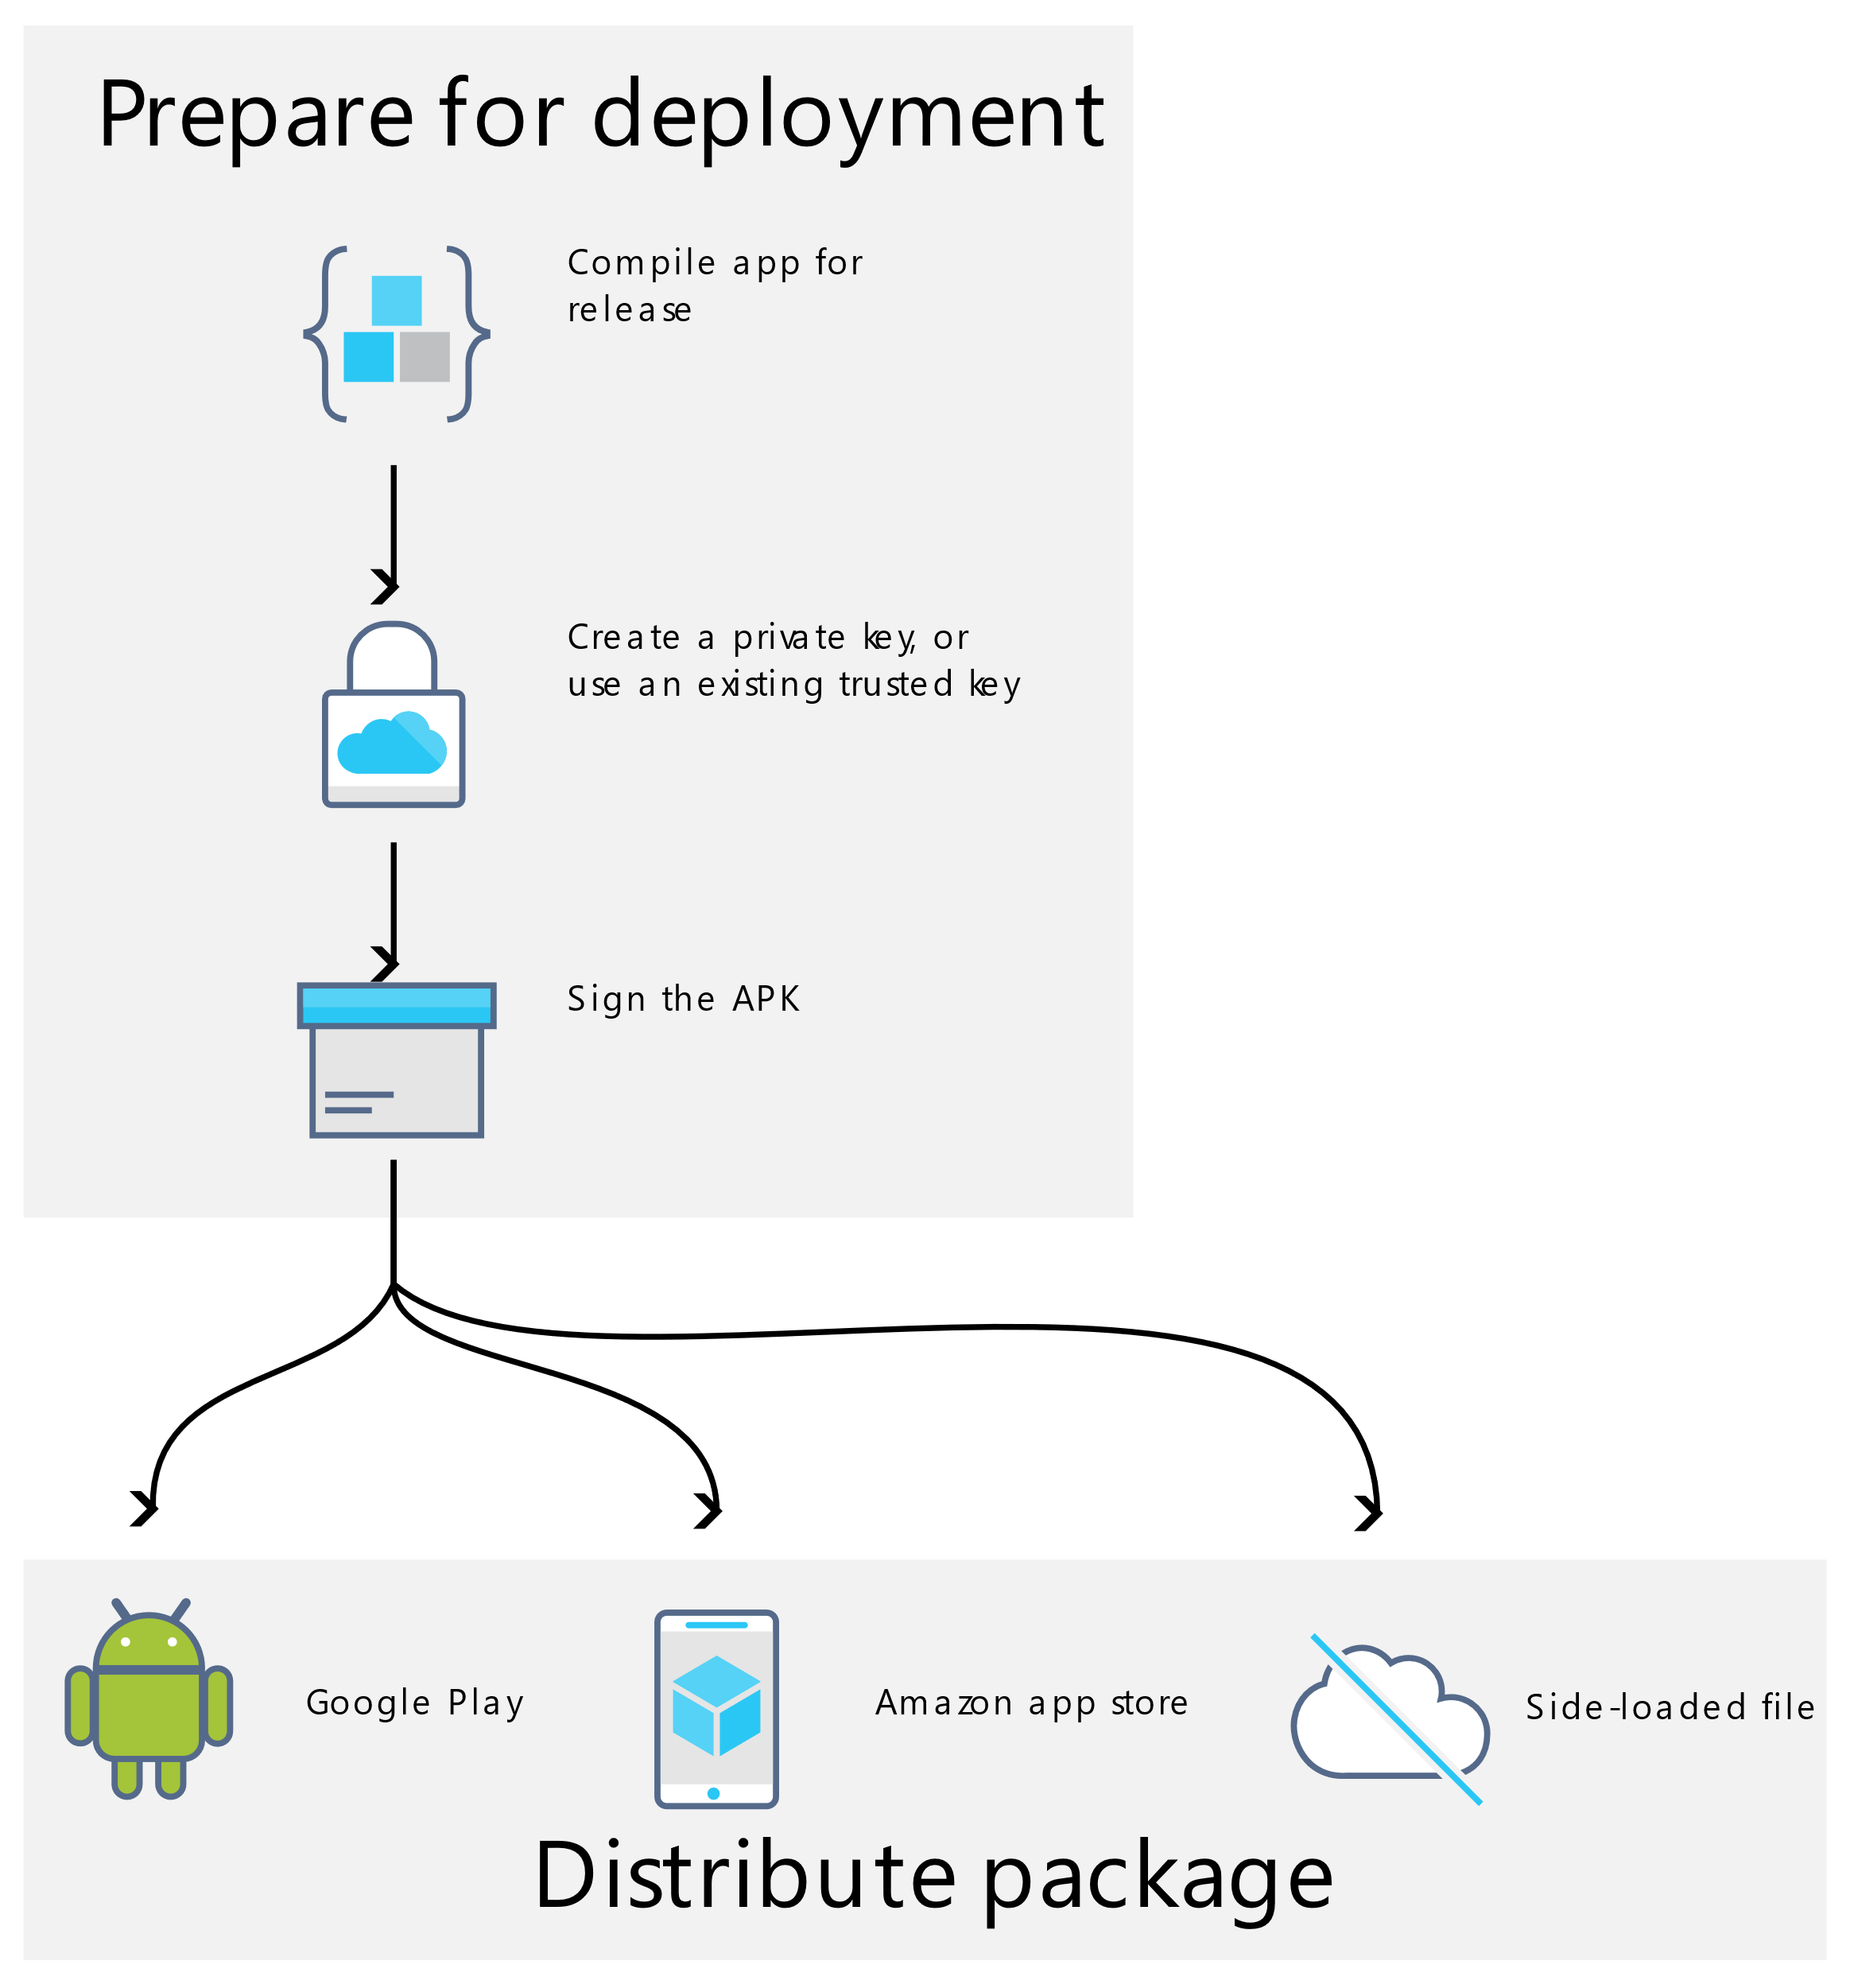 Prepare for deployment
Compile app for
release
Create a private key, or
use an existing trusted key
Sign the APK
Google Play
Amazon app store
Side-loaded file
Distribute package